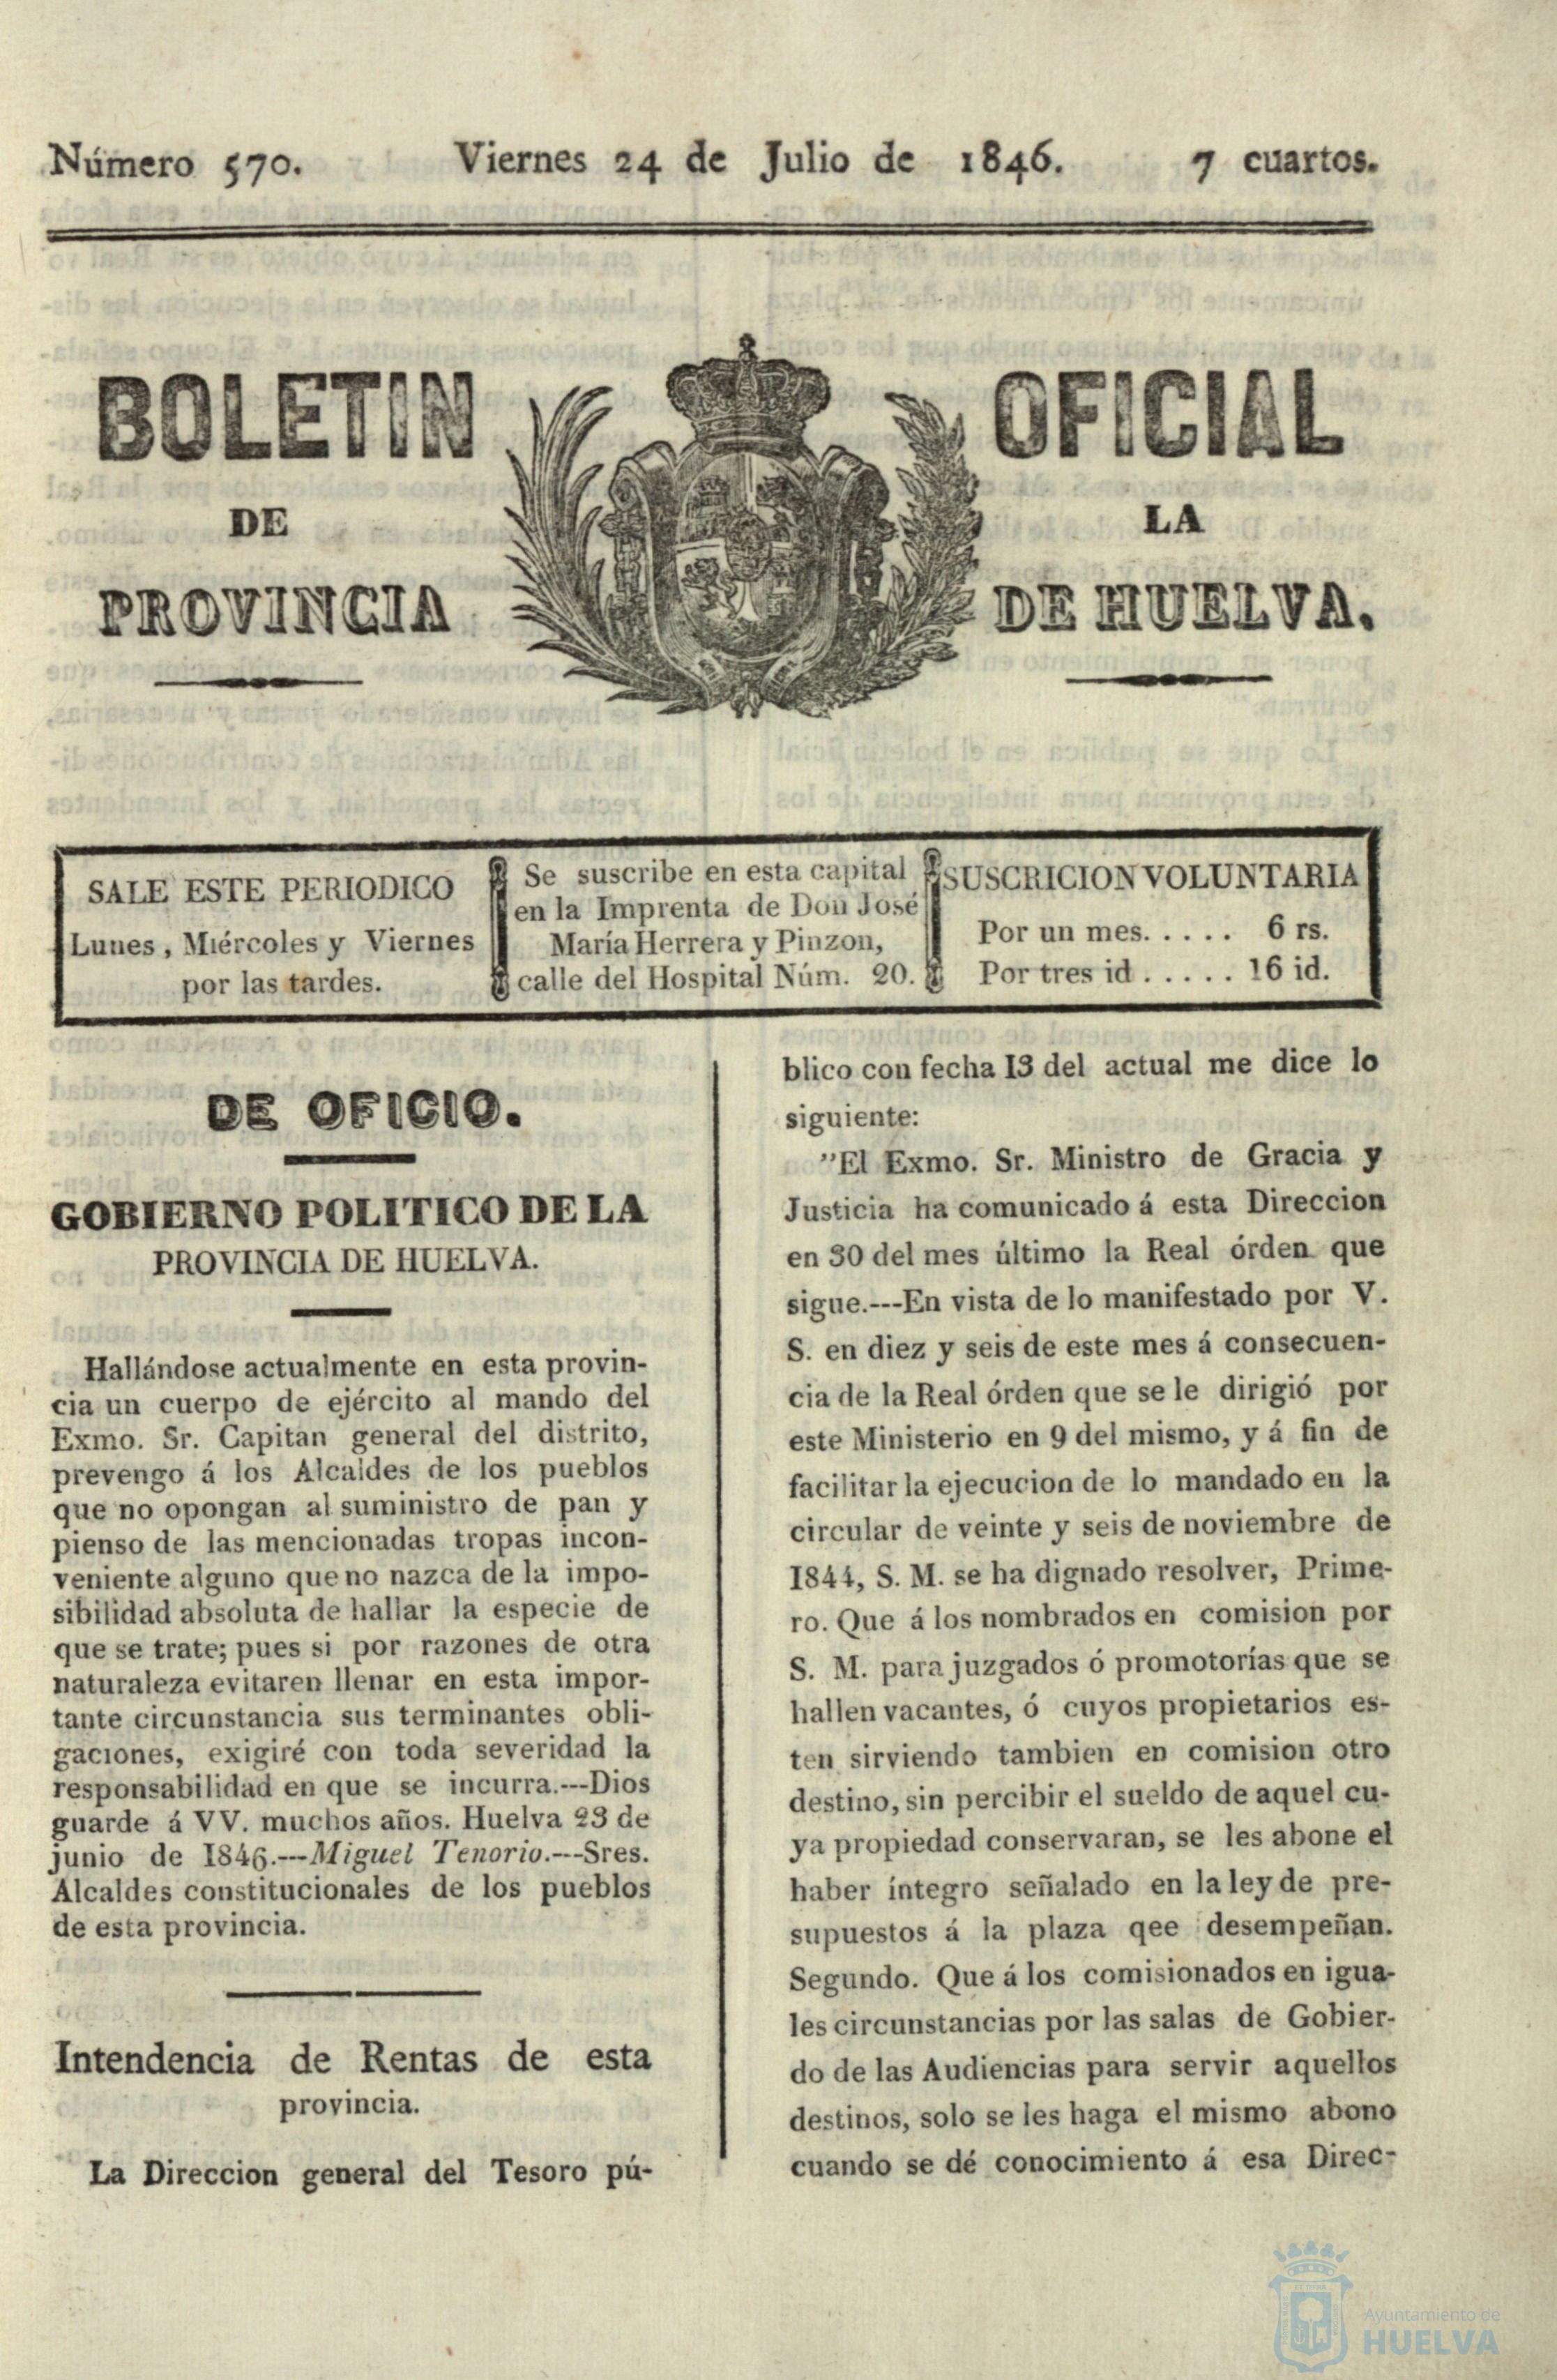 Número 570. Viernes 24 de Julio de 1846. 7 cuartos.
BOLETIN OFICIAL
DE LA
PROVINCIA DE HUELVA.
SALE ESTE PERIODICO
Lunes, Miércoles y Viernes
por las tardes.
Se suscribe en esta capital
en la Imprenta de Don José
María Herrera y Pinzon,
calle del Hospital Núm. 20.
SUSCRICION VOLUNTARIA
Por un mes..... 6 rs.
Por tres id..... 16 id.
DE OFICIO.
GOBIERNO POLITICO DE LA
PROVINCIA DE HUELVA.
Hallándose actualmente en esta provin-
cia un cuerpo de ejército al mando del
Exmo. Sr. Capitan general del distrito,
prevengo á los Alcaldes de los pueblos
que no opongan al suministro de pan y
pienso de las mencionadas tropas incon-
veniente alguno que no nazca de la impo-
sibilidad absoluta de hallar la especie de
que se trate; pues si por razones de otra
naturaleza evitaren llenar en esta impor-
tante circunstancia sus terminantes obli-
gaciones, exigiré con toda severidad la
responsabilidad en que se incurra.---Dios
guarde á VV. muchos años. Huelva 23 de
junio de 1846.---Miguel Tenorio.---Sres.
Alcaldes constitucionales de los pueblos
de esta provincia.
Intendencia de Rentas de esta
provincia.
La Direccion general del Tesoro pú-
blico con fecha 13 del actual me dice lo
siguiente:
"El Exmo. Sr. Ministro de Gracia y
Justicia ha comunicado á esta Direccion
en 30 del mes último la Real órden que
sigue.---En vista de lo manifestado por V.
S. en diez y seis de este mes á consecuen-
cia de la Real órden que se le dirigió por
este Ministerio en 9 del mismo, y á fin de
facilitar la ejecucion de lo mandado en la
circular de veinte y seis de noviembre de
1844, S. M. se ha dignado resolver, Prime-
ro. Que á los nombrados en comision por
S. M. para juzgados ó promotorías que se
hallen vacantes, ó cuyos propietarios es-
ten sirviendo tambien en comision otro
destino, sin percibir el sueldo de aquel cu-
ya propiedad conservaran, se les abone el
haber íntegro señalado en la ley de pre-
supuestos á la plaza qee desempeñan.
Segundo. Que á los comisionados en igua-
les circunstancias por las salas de Gobier-
do de las Audiencias para servir aquellos
destinos, solo se les haga el mismo abono
cuando se dé conocimiento á esa Direc-
Ayuntamiento de
HUELVA